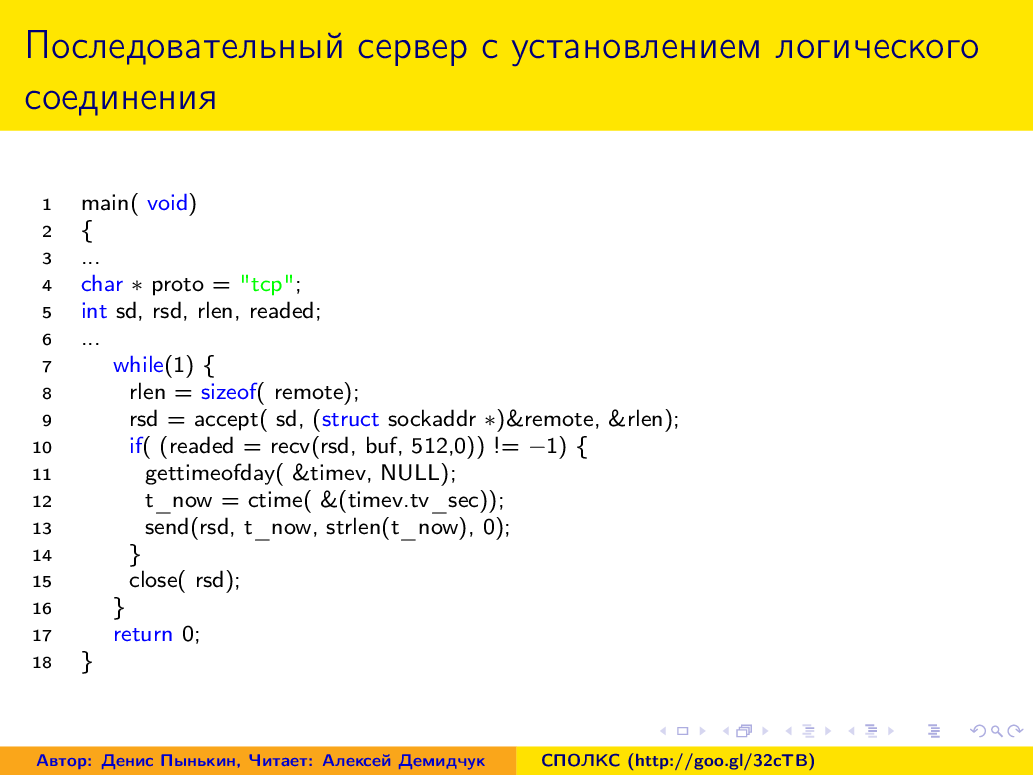 Последовательный сервер с установлением логического
соединения
1 main( void)
2 {
3 ...
4 char * proto = "tcp";
5 int sd, rsd, rlen, readed;
6 ...
7 while(1) {
8 rlen = sizeof( remote);
9 rsd = accept( sd, (struct sockaddr *)&remote, &rlen);
10 if( (readed = recv(rsd, buf, 512,0)) != −1) {
11 gettimeofday( &timev, NULL);
12 t_now = ctime( &(timev.tv_sec));
13 send(rsd, t_now, strlen(t_now), 0);
14 }
15 close( rsd);
16 }
17 return 0;
18 }
Автор: Денис Пынькин, Читает: Алексей Демидчук СПОЛКС (http://goo.gl/32cTB)